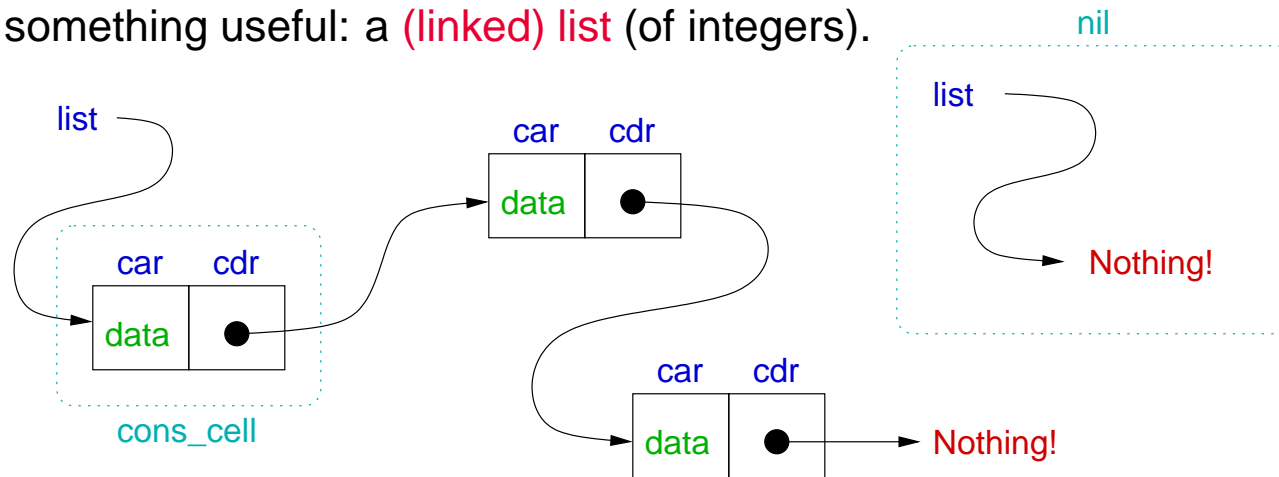 something useful: a (linked) list (of integers).
nil
list
list
car cdr
data
Nothing!
car cdr
data
cons_cell
car cdr
data
Nothing!